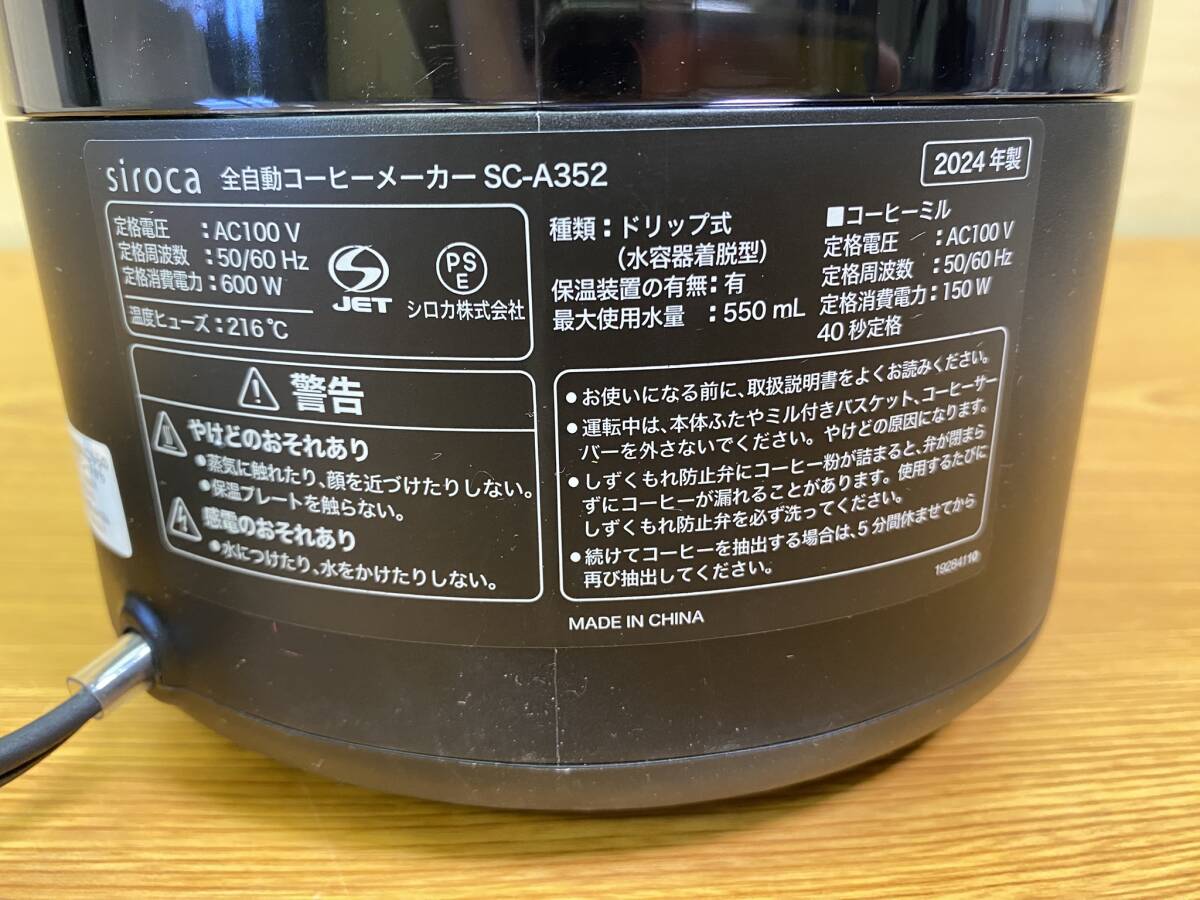 siroca 全自動コーヒーメーカー SC-A352
2024年製
定格電圧 :AC100 V
定格周波数 :50/60 Hz
定格消費電力:600 W
温度ヒューズ:216℃
JET
PS
E
シロカ株式会社
種類:ドリップ式
(水容器着脱型)
保温装置の有無:有
最大使用水量 :550 mL
■コーヒーミル
定格電圧 :AC100 V
定格周波数 :50/60 Hz
定格消費電力:150 W
40秒定格
警告
やけどのおそれあり
●蒸気に触れたり、顔を近づけたりしない。
●保温プレートを触らない。
感電のおそれあり
●水につけたり、水をかけたりしない。
●お使いになる前に、取扱説明書をよくお読みください。
●運転中は、本体ふたやミル付きバスケット、コーヒーサー
バーを外さないでください。やけどの原因になります。
●しずくもれ防止弁にコーヒー粉が詰まると、弁が閉まら
ずにコーヒーが漏れることがあります。使用するたびに
しずくもれ防止弁を必ず洗ってください。
●続けてコーヒーを抽出する場合は、5分間休ませてから
再び抽出してください。
19284110
MADE IN CHINA